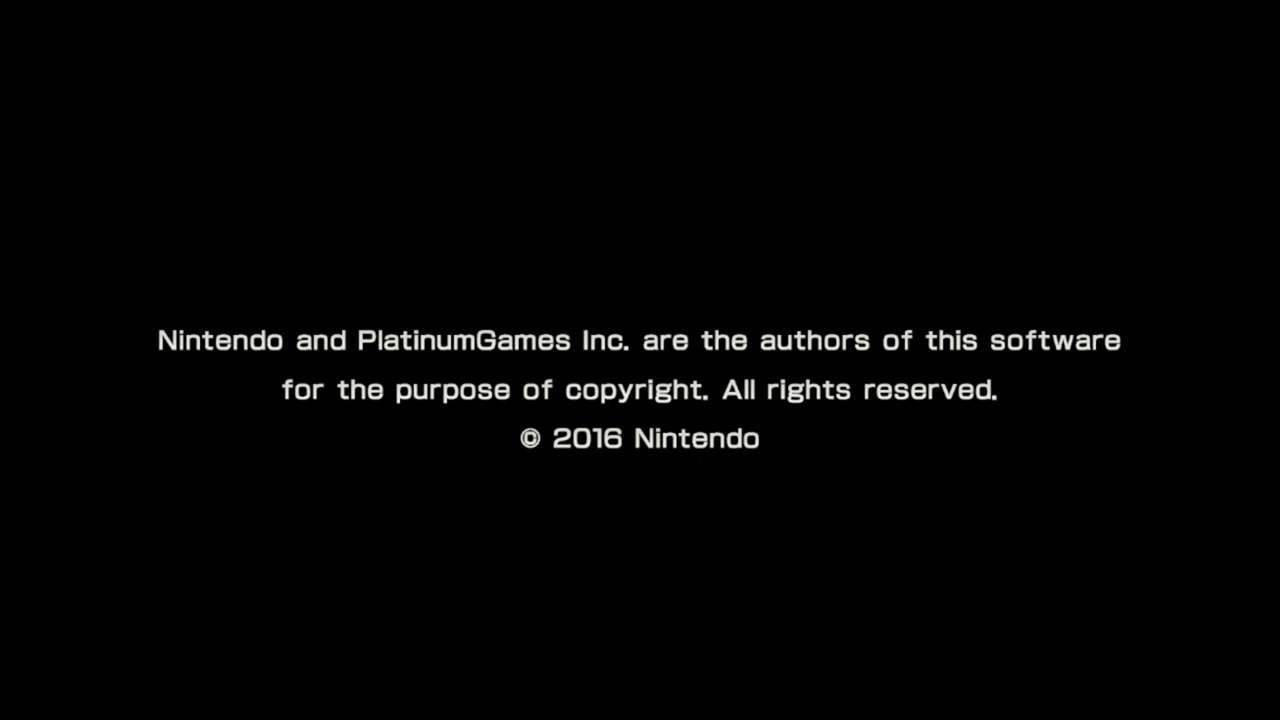 Nintendo and PlatinumGames Inc. are the authors of this software
for the purpose of copyright. All rights reserved.
© 2016 Nintendo